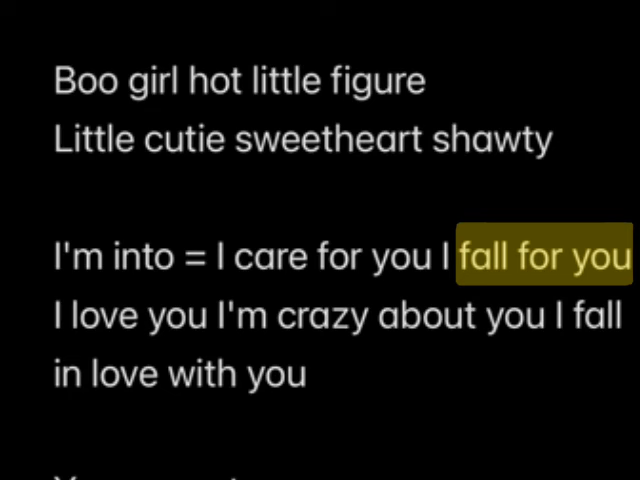 Boo girl hot little figure
Little cutie sweetheart shawty
I'm into = I care for you I fall for you
I love you I'm crazy about you I fall
in love with you